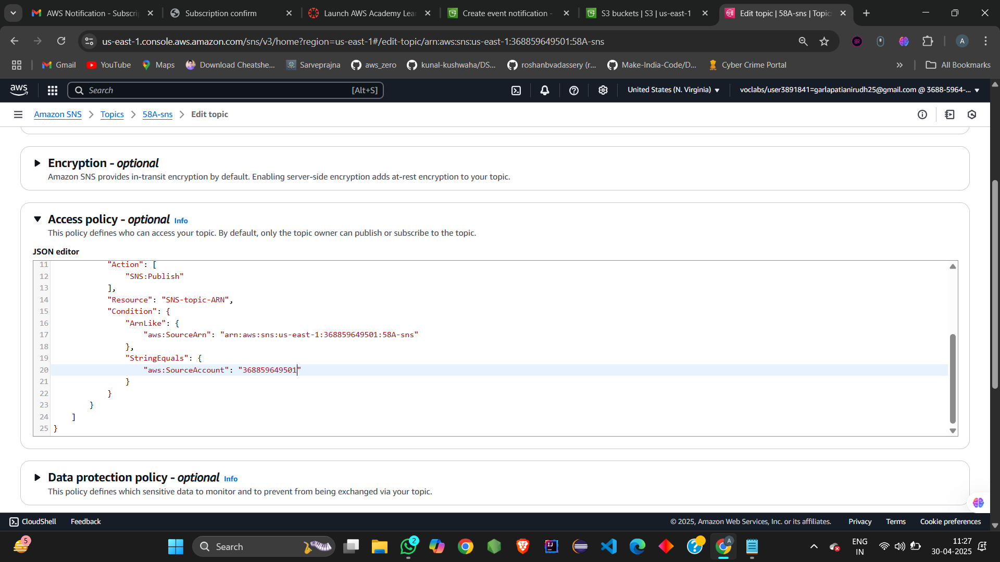 AWS Notification - Subscri
Subscription confirm
Launch AWS Academy Lea
Create event notification -
S3 buckets | S3 | us-east-1
Edit topic | 58A-sns | Topic
us-east-1.console.aws.amazon.com/sns/v3/home?region=us-east-1#/edit-topic/arn:aws:sns:us-east-1:368859649501:58A-sns
A
Gmail
YouTube
Maps
Download Cheatshe...
Sarveprajna
aws_zero
kunal-kushwaha/DS...
roshanbvadassery (r...
Make-India-Code/D...
Cyber Crime Portal
All Bookmarks
aws
Search
[Alt+S]
United States (N. Virginia)
voclabs/user3891841=garlapatianirudh25@gmail.com @ 3688-5964-...
Amazon SNS
Topics
58A-sns
Edit topic
Encryption - optional
Amazon SNS provides in-transit encryption by default. Enabling server-side encryption adds at-rest encryption to your topic.
Access policy - optional Info
This policy defines who can access your topic. By default, only the topic owner can publish or subscribe to the topic.
JSON editor
11 "Action": [
12 "SNS:Publish"
13 ],
14 "Resource": "SNS-topic-ARN",
15 "Condition": {
16 "ArnLike": {
17 "aws:SourceArn": "arn:aws:sns:us-east-1:368859649501:58A-sns"
18 },
19 "StringEquals": {
20 "aws:SourceAccount": "368859649501"
21 }
22 }
23 }
24 ]
25 }
Data protection policy - optional Info
This policy defines which sensitive data to monitor and to prevent from being exchanged via your topic.
CloudShell
Feedback
© 2025, Amazon Web Services, Inc. or its affiliates.
Privacy
Terms
Cookie preferences
5
Search
2
A
ENG
IN
11:27
30-04-2025